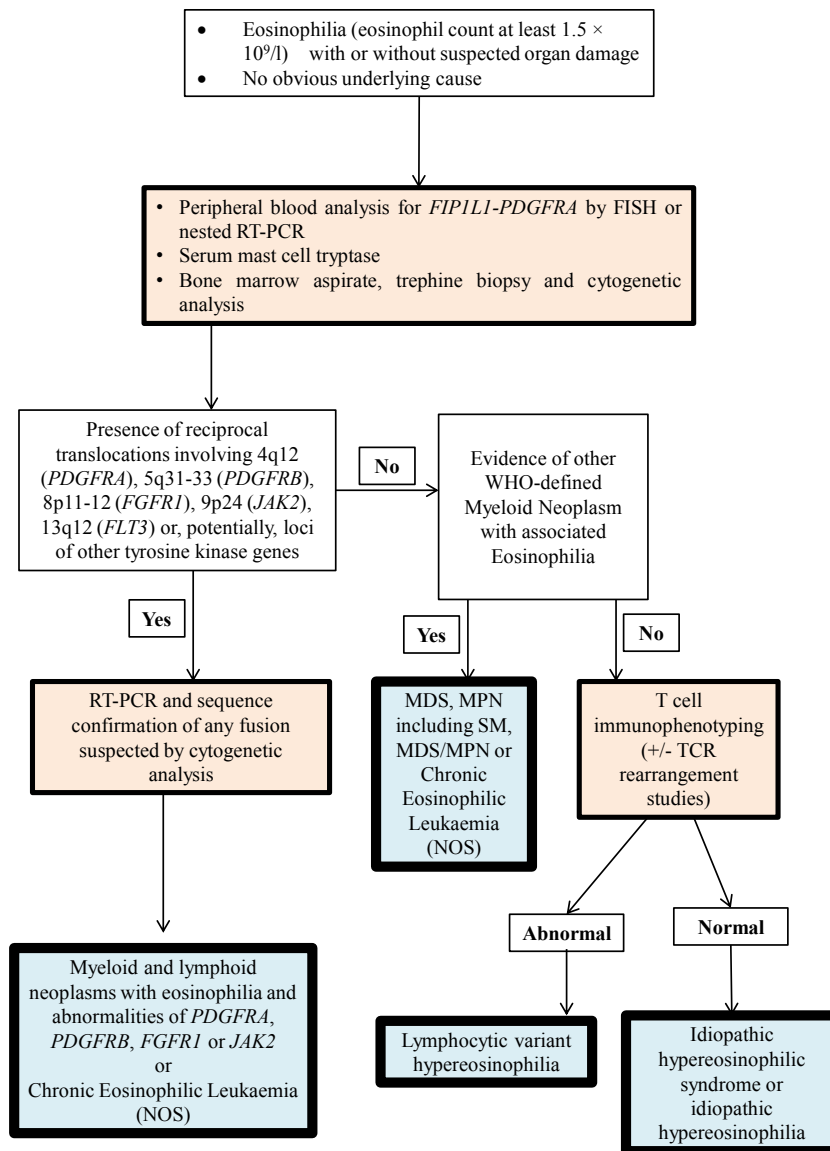 • Eosinophilia (eosinophil count at least 1.5 ×
10⁹/l) with or without suspected organ damage
• No obvious underlying cause
• Peripheral blood analysis for FIP1L1-PDGFRA by FISH or
nested RT-PCR
• Serum mast cell tryptase
• Bone marrow aspirate, trephine biopsy and cytogenetic
analysis
Presence of reciprocal
translocations involving 4q12
(PDGFRA), 5q31-33 (PDGFRB),
8p11-12 (FGFR1), 9p24 (JAK2),
13q12 (FLT3) or, potentially, loci
of other tyrosine kinase genes
No
Evidence of other
WHO-defined
Myeloid Neoplasm
with associated
Eosinophilia
Yes
Yes
No
RT-PCR and sequence
confirmation of any fusion
suspected by cytogenetic
analysis
MDS, MPN
including SM,
MDS/MPN or
Chronic
Eosinophilic
Leukaemia
(NOS)
T cell
immunophenotyping
(+/- TCR
rearrangement
studies)
Abnormal
Normal
Myeloid and lymphoid
neoplasms with eosinophilia and
abnormalities of PDGFRA,
PDGFRB, FGFR1 or JAK2
or
Chronic Eosinophilic Leukaemia
(NOS)
Lymphocytic variant
hypereosinophilia
Idiopathic
hypereosinophilic
syndrome or
idiopathic
hypereosinophilia